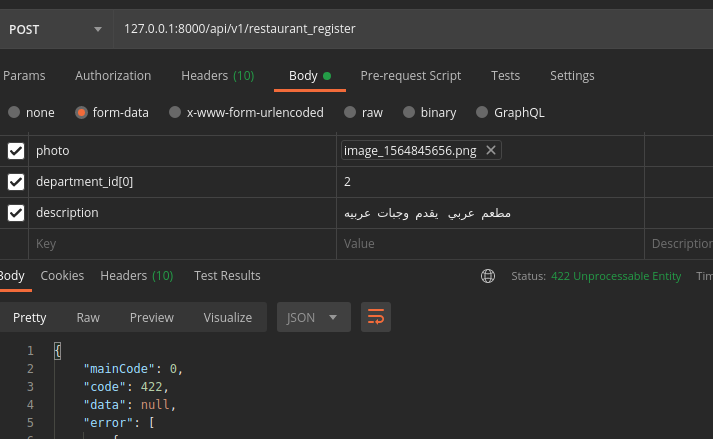 POST 127.0.0.1:8000/api/v1/restaurant_register
Params Authorization Headers (10) Body Pre-request Script Tests Settings
none form-data x-www-form-urlencoded raw binary GraphQL
photo image_1564845656.png
department_id[0] 2
description مطعم عربي يقدم وجبات عربيه
Key Value Description
Body Cookies Headers (10) Test Results Status: 422 Unprocessable Entity
Pretty Raw Preview Visualize JSON
1 {
2 "mainCode": 0,
3 "code": 422,
4 "data": null,
5 "error": [
6 {